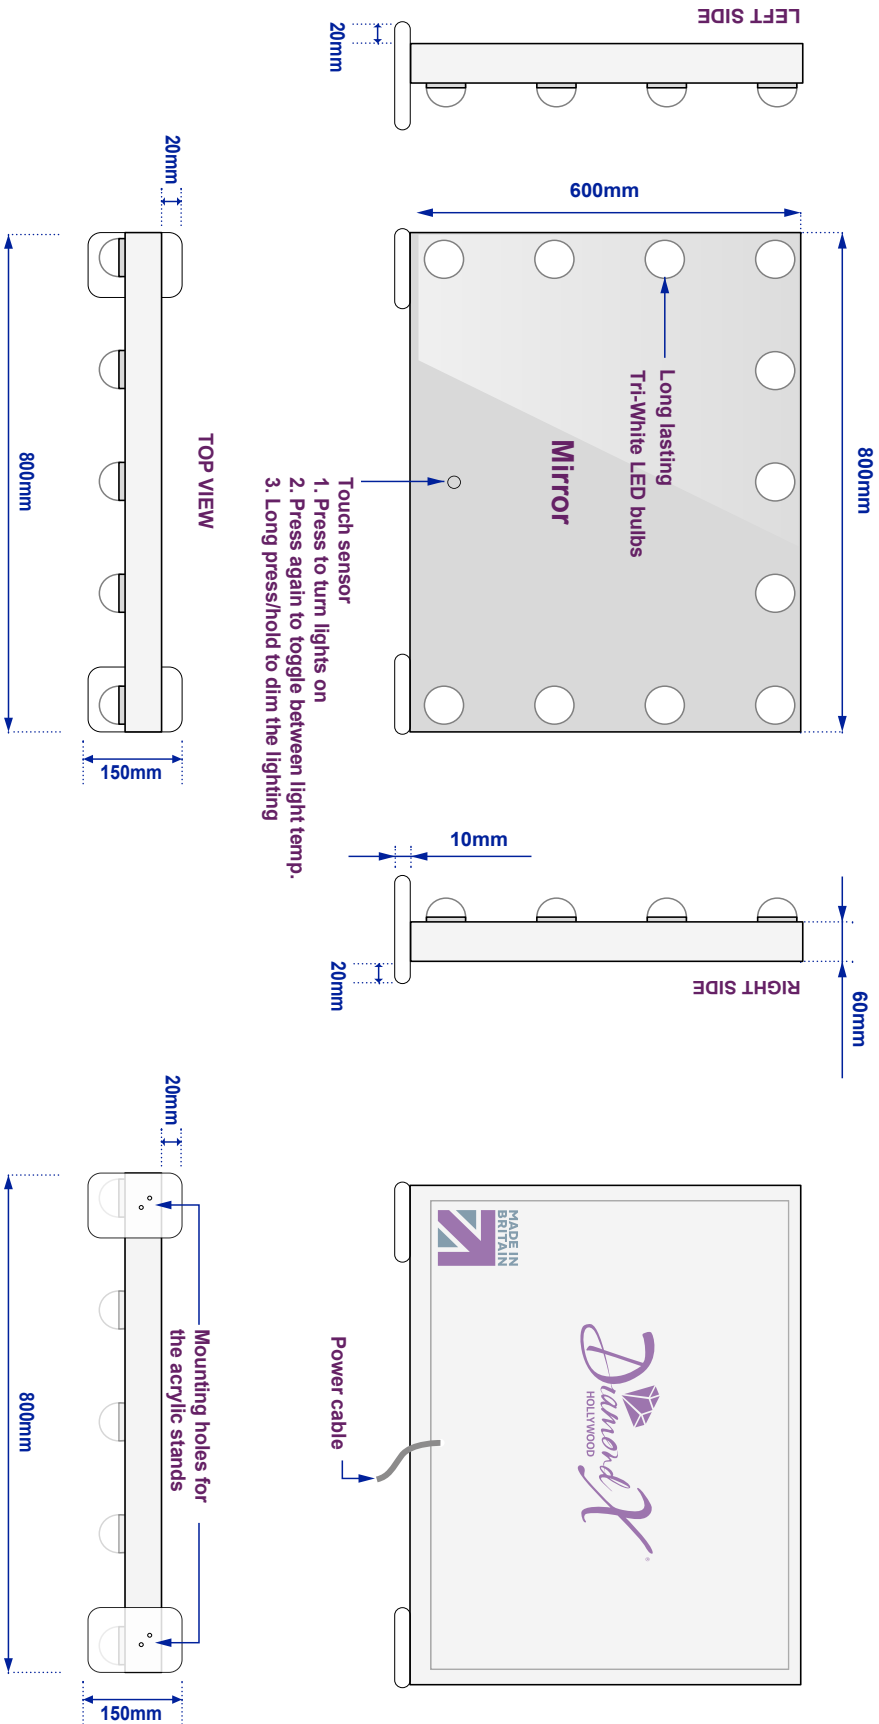 LEFT SIDE
20mm
600mm
800mm
Long lasting
Tri-White LED bulbs
Mirror
Touch sensor
1. Press to turn lights on
2. Press again to toggle between light temp.
3. Long press/hold to dim the lighting
20mm
TOP VIEW
800mm
150mm
10mm
20mm
RIGHT SIDE
60mm
MADE IN
BRITAIN
Diamond X
HOLLYWOOD
Power cable
20mm
Mounting holes for
the acrylic stands
800mm
150mm